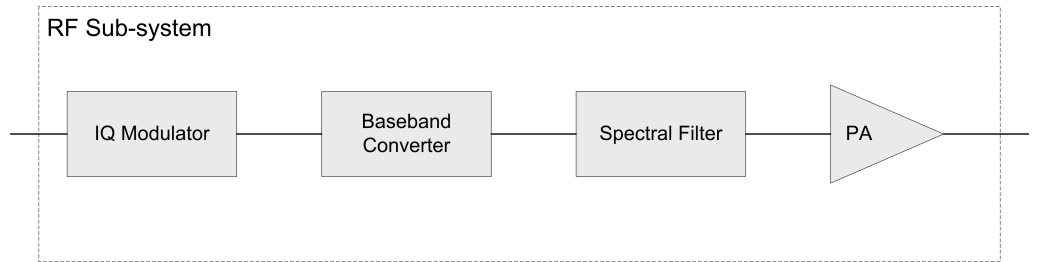 RF Sub-system
IQ Modulator
Baseband
Converter
Spectral Filter
PA